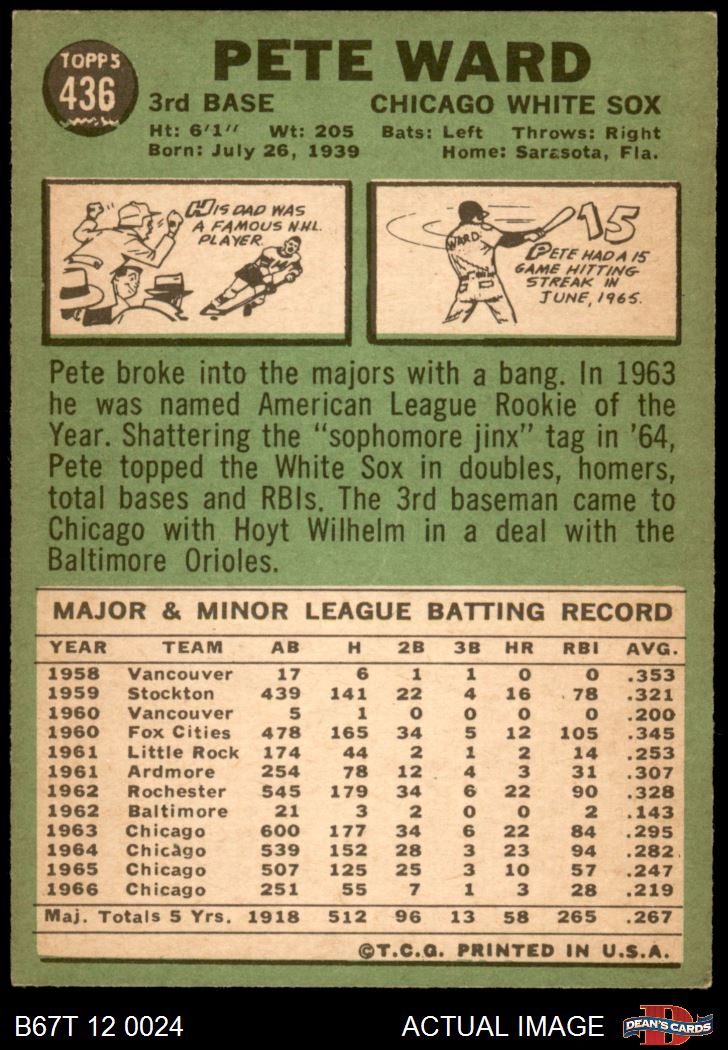 TOPPS
436
PETE WARD
3rd BASE CHICAGO WHITE SOX
Ht: 6'1" Wt: 205 Bats: Left Throws: Right
Born: July 26, 1939 Home: Sarasota, Fla.
HIS DAD WAS
A FAMOUS NHL
PLAYER.
WARD
15
PETE HAD A 15
GAME HITTING
STREAK IN
JUNE, 1965.
Pete broke into the majors with a bang. In 1963
he was named American League Rookie of the
Year. Shattering the “sophomore jinx” tag in ’64,
Pete topped the White Sox in doubles, homers,
total bases and RBIs. The 3rd baseman came to
Chicago with Hoyt Wilhelm in a deal with the
Baltimore Orioles.
MAJOR & MINOR LEAGUE BATTING RECORD
YEAR TEAM AB H 2B 3B HR RBI AVG.
1958 Vancouver 17 6 1 1 0 0 .353
1959 Stockton 439 141 22 4 16 78 .321
1960 Vancouver 5 1 0 0 0 0 .200
1960 Fox Cities 478 165 34 5 12 105 .345
1961 Little Rock 174 44 2 1 2 14 .253
1961 Ardmore 254 78 12 4 3 31 .307
1962 Rochester 545 179 34 6 22 90 .328
1962 Baltimore 21 3 2 0 0 2 .143
1963 Chicago 600 177 34 6 22 84 .295
1964 Chicago 539 152 28 3 23 94 .282
1965 Chicago 507 125 25 3 10 57 .247
1966 Chicago 251 55 7 1 3 28 .219
Maj. Totals 5 Yrs. 1918 512 96 13 58 265 .267
©T.C.G. PRINTED IN U.S.A.
B67T 12 0024 ACTUAL IMAGE
D
DEAN'S CARDS